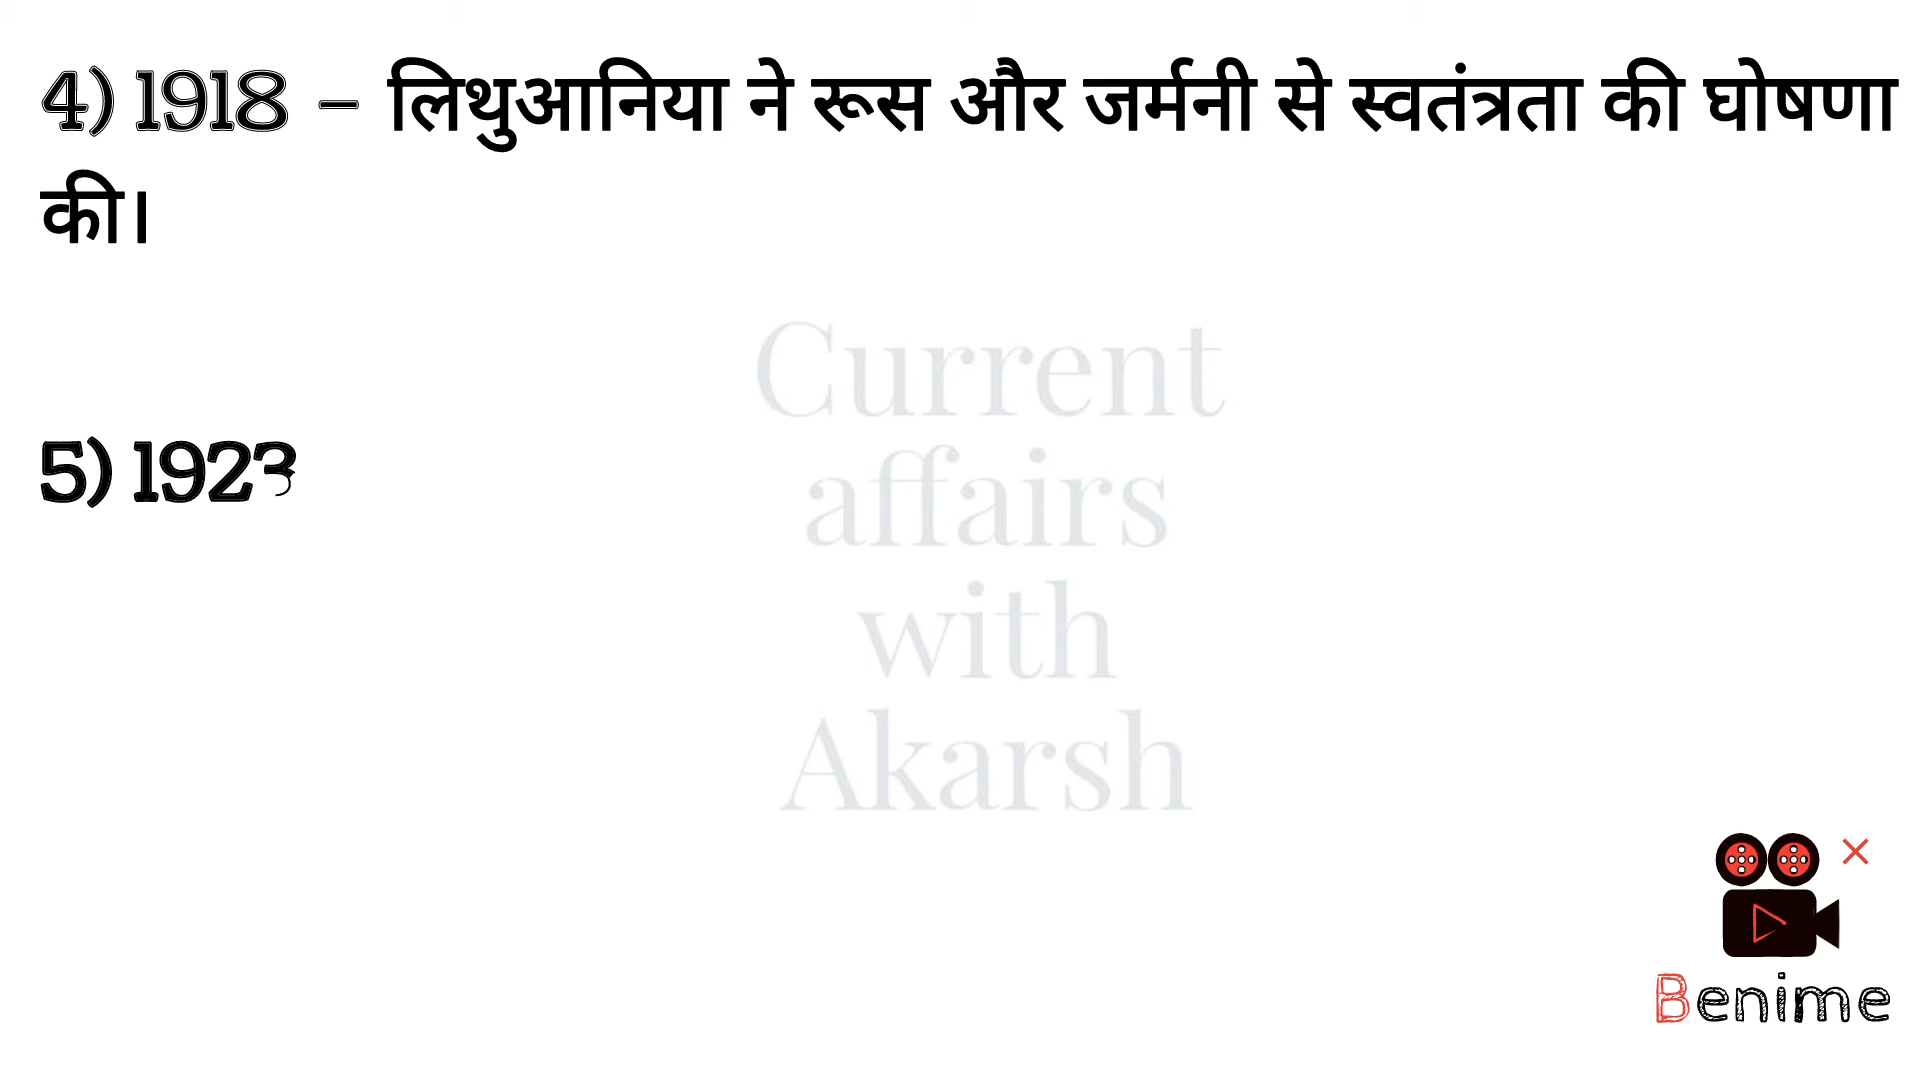 4) 1918 – लिथुआनिया ने रूस और जर्मनी से स्वतंत्रता की घोषणा
की।
5) 1923
Current
affairs
with
Akarsh
Benime